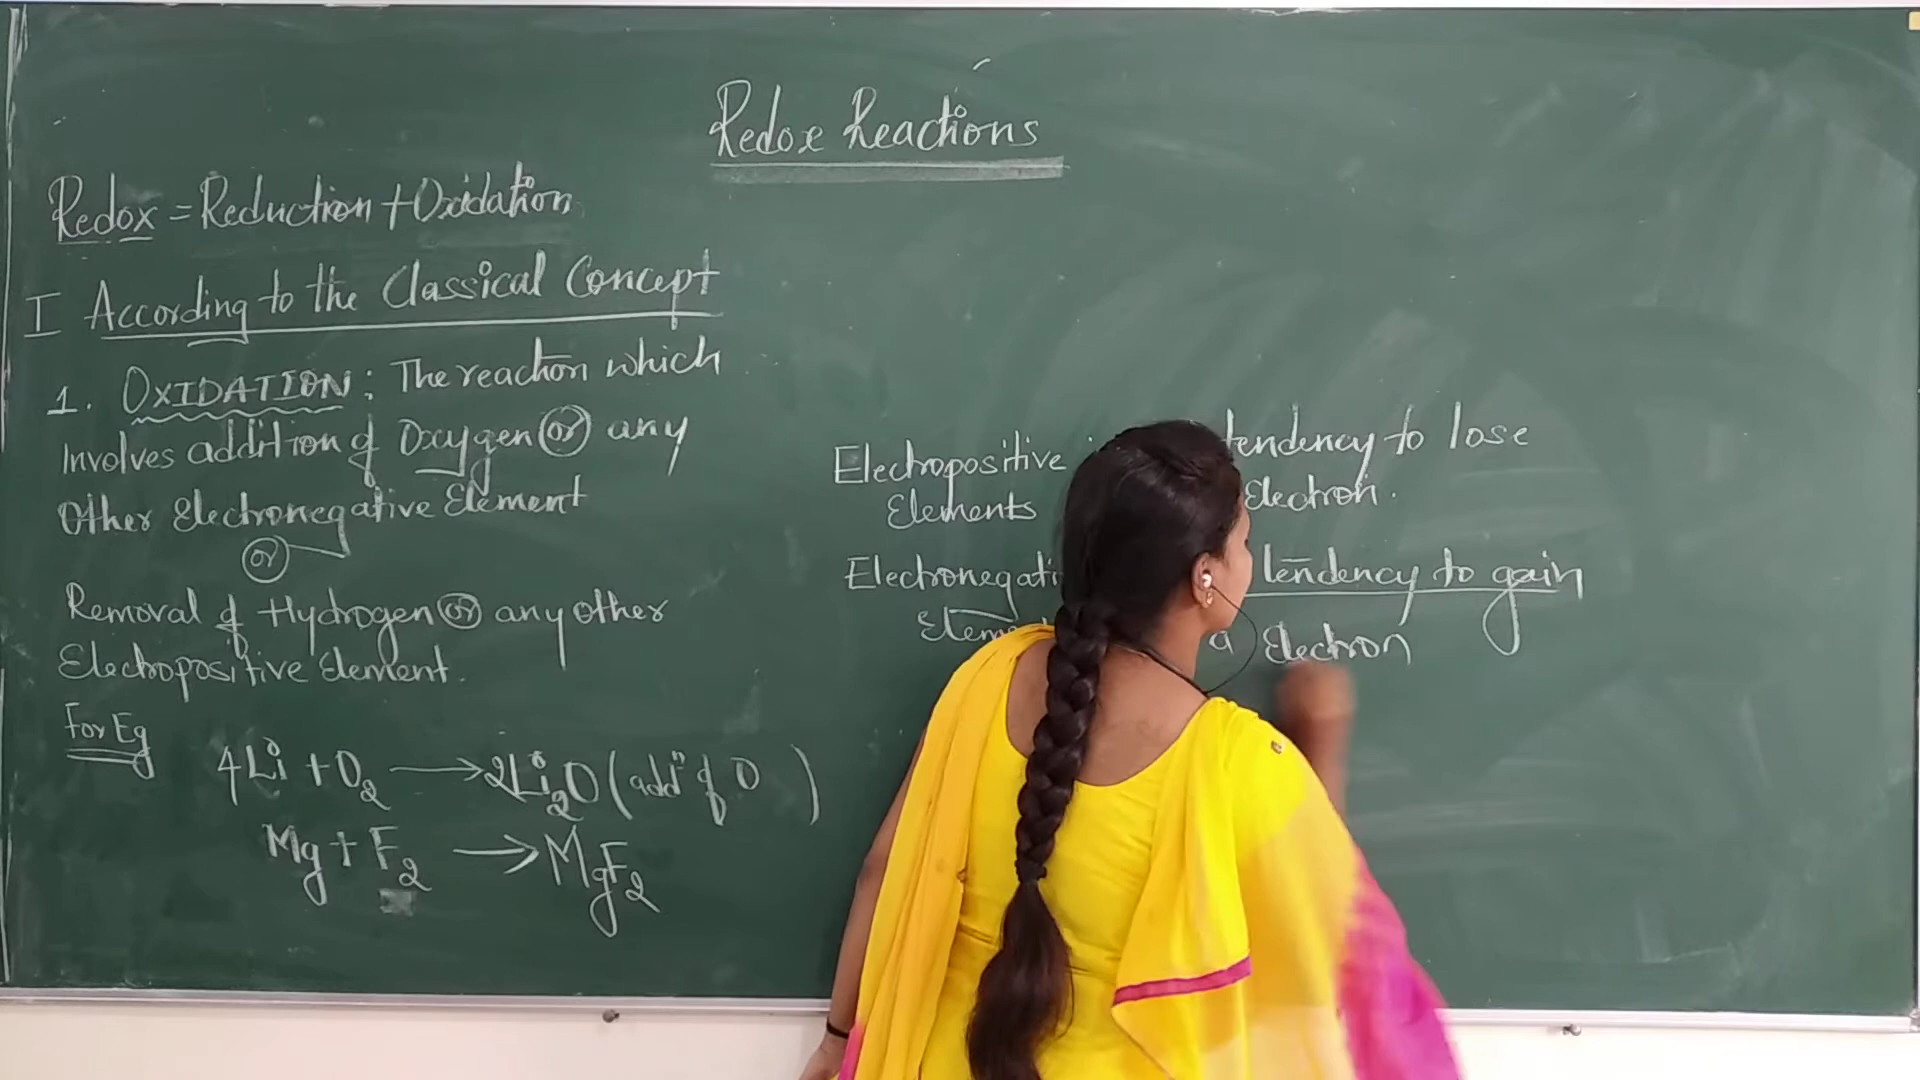 Redox Reactions
Redox = Reduction + Oxidation
I According to the Classical Concept
1. OXIDATION : The reaction which
Involves addition of Oxygen (or) any
Other Electronegative Element
(or)
Removal of Hydrogen (or) any other
Electropositive Element.
For Eg
4Li + O₂ → 2Li₂O (addⁿ of O )
Mg + F₂ → MgF₂
Electropositive tendency to lose
Elements Electron.
tendency to gain
a Electron